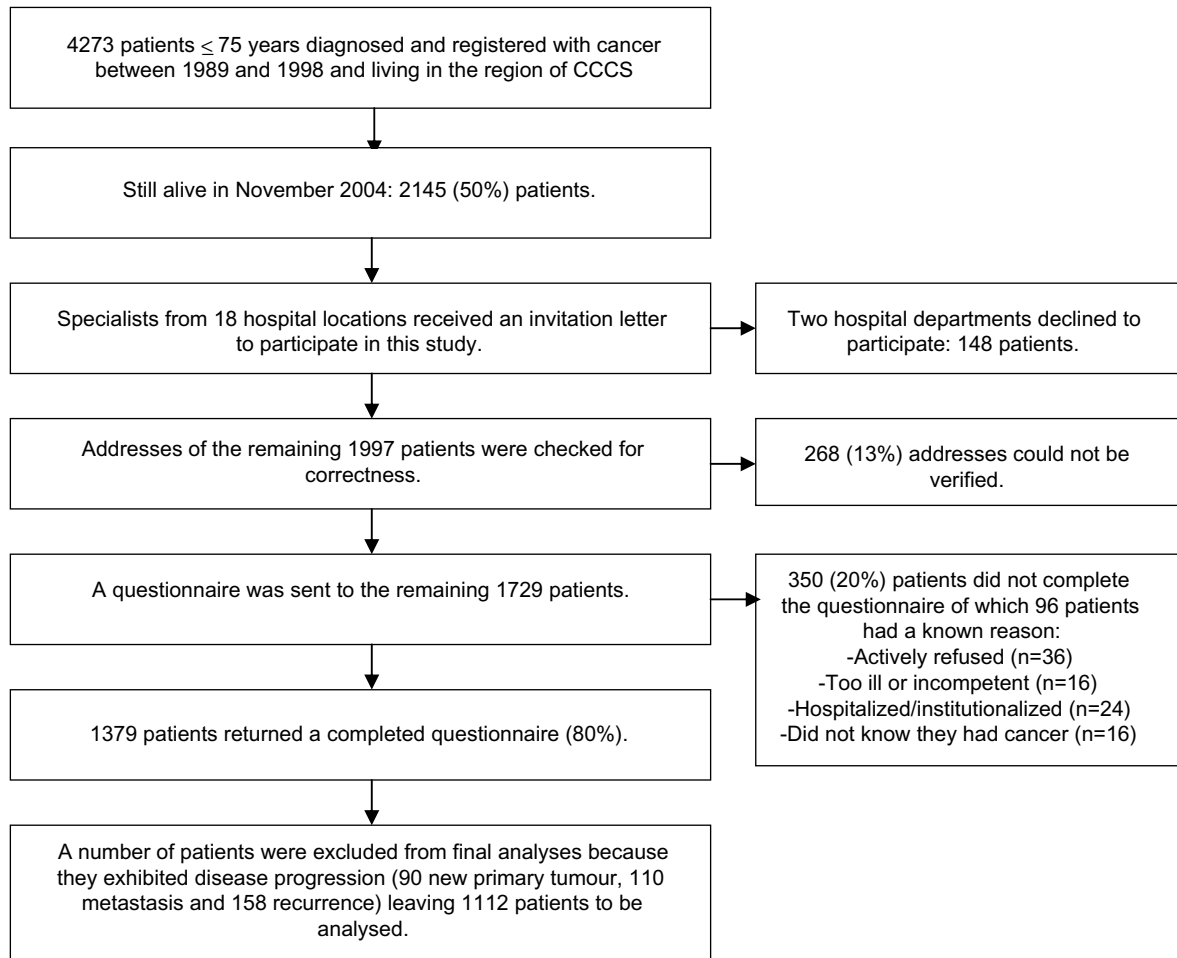 4273 patients ≤ 75 years diagnosed and registered with cancer
between 1989 and 1998 and living in the region of CCCS
Still alive in November 2004: 2145 (50%) patients.
Specialists from 18 hospital locations received an invitation letter
to participate in this study.
Two hospital departments declined to
participate: 148 patients.
Addresses of the remaining 1997 patients were checked for
correctness.
268 (13%) addresses could not be
verified.
A questionnaire was sent to the remaining 1729 patients.
350 (20%) patients did not complete
the questionnaire of which 96 patients
had a known reason:
-Actively refused (n=36)
-Too ill or incompetent (n=16)
-Hospitalized/institutionalized (n=24)
-Did not know they had cancer (n=16)
1379 patients returned a completed questionnaire (80%).
A number of patients were excluded from final analyses because
they exhibited disease progression (90 new primary tumour, 110
metastasis and 158 recurrence) leaving 1112 patients to be
analysed.